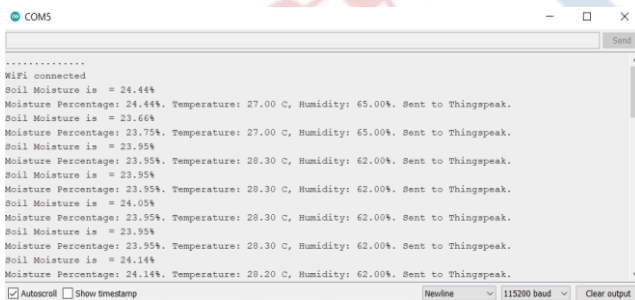 COM5
Send
..............
WiFi connected
Soil Moisture is  = 24.44%
Moisture Percentage: 24.44%. Temperature: 27.00 C, Humidity: 65.00%. Sent to Thingspeak.
Soil Moisture is  = 23.66%
Moisture Percentage: 23.75%. Temperature: 27.00 C, Humidity: 65.00%. Sent to Thingspeak.
Soil Moisture is  = 23.95%
Moisture Percentage: 23.95%. Temperature: 28.30 C, Humidity: 62.00%. Sent to Thingspeak.
Soil Moisture is  = 23.95%
Moisture Percentage: 23.95%. Temperature: 28.30 C, Humidity: 62.00%. Sent to Thingspeak.
Soil Moisture is  = 24.05%
Moisture Percentage: 23.95%. Temperature: 28.30 C, Humidity: 62.00%. Sent to Thingspeak.
Soil Moisture is  = 23.95%
Moisture Percentage: 23.95%. Temperature: 28.30 C, Humidity: 62.00%. Sent to Thingspeak.
Soil Moisture is  = 24.14%
Moisture Percentage: 24.14%. Temperature: 28.20 C, Humidity: 62.00%. Sent to Thingspeak.
Autoscroll Show timestamp Newline 115200 baud Clear output